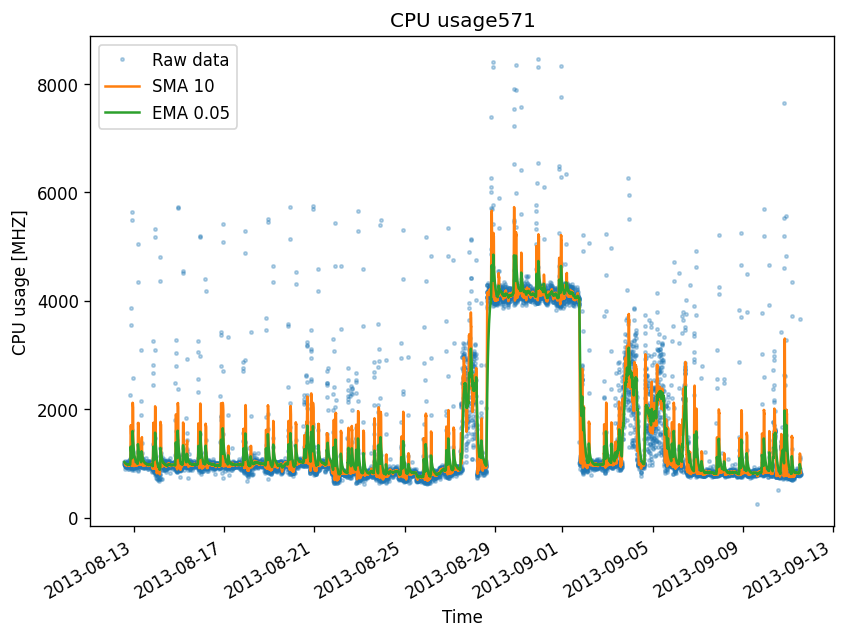 CPU usage571
Raw data
SMA 10
EMA 0.05
8000
6000
4000
2000
0
CPU usage [MHZ]
2013-08-13
2013-08-17
2013-08-21
2013-08-25
2013-08-29
2013-09-01
2013-09-05
2013-09-09
2013-09-13
Time